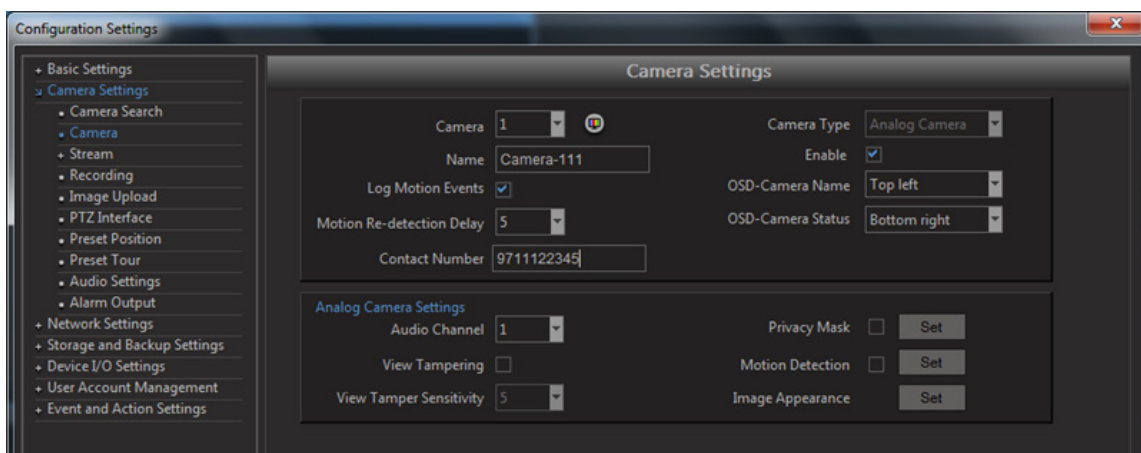 Configuration Settings
+ Basic Settings
Camera Settings
Camera Search
Camera
+ Stream
Recording
Image Upload
PTZ Interface
Preset Position
Preset Tour
Audio Settings
Alarm Output
+ Network Settings
+ Storage and Backup Settings
+ Device I/O Settings
+ User Account Management
+ Event and Action Settings
Camera Settings
Camera 1
Name Camera-111
Log Motion Events
Motion Re-detection Delay 5
Contact Number 9711122345
Camera Type Analog Camera
Enable
OSD-Camera Name Top left
OSD-Camera Status Bottom right
Analog Camera Settings
Audio Channel 1
View Tampering
View Tamper Sensitivity 5
Privacy Mask Set
Motion Detection Set
Image Appearance Set